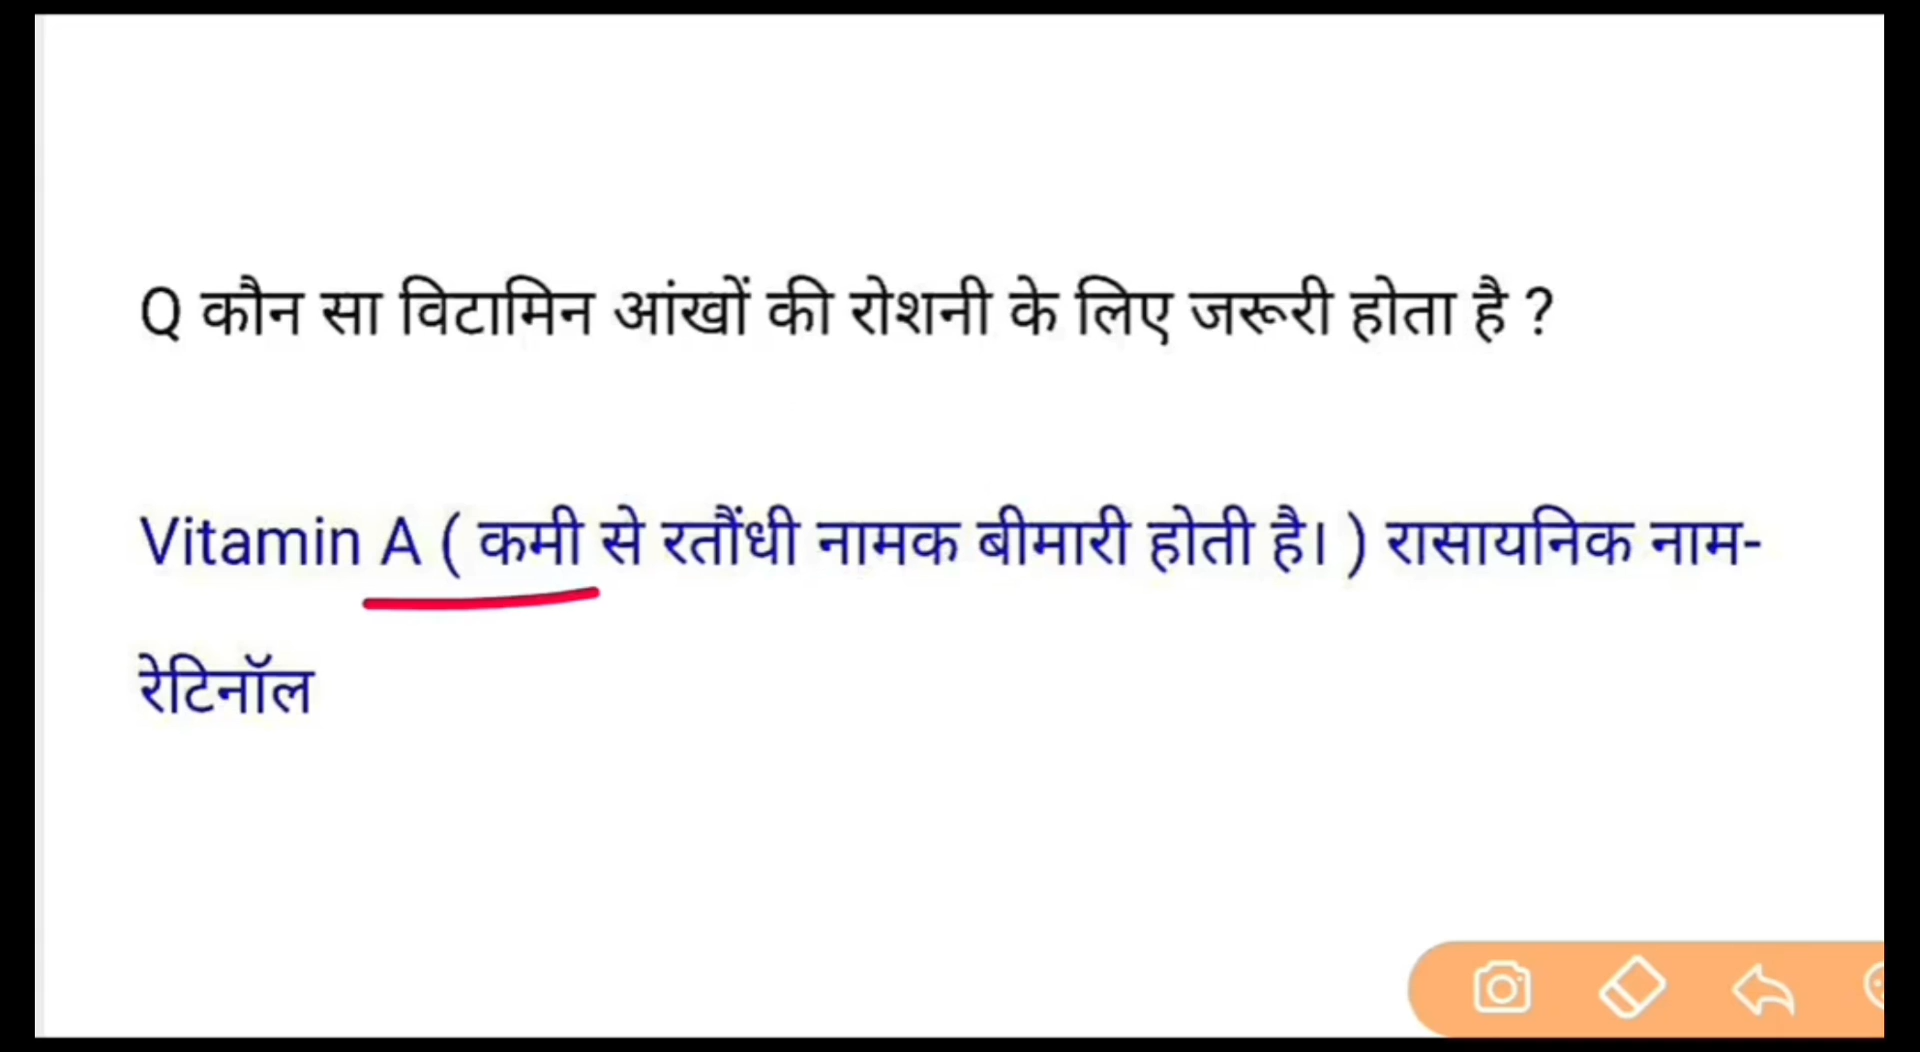 Q कौन सा विटामिन आंखों की रोशनी के लिए जरूरी होता है ?
Vitamin A ( कमी से रतौंधी नामक बीमारी होती है। ) रासायनिक नाम-
रेटिनॉल